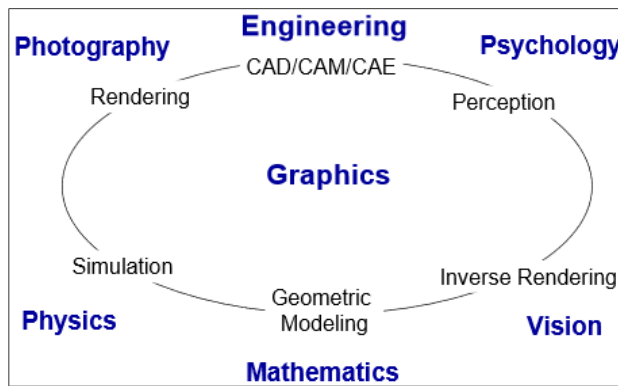 Engineering
Photography
Psychology
CAD/CAM/CAE
Rendering
Perception
Graphics
Simulation
Inverse Rendering
Geometric
Modeling
Physics
Vision
Mathematics